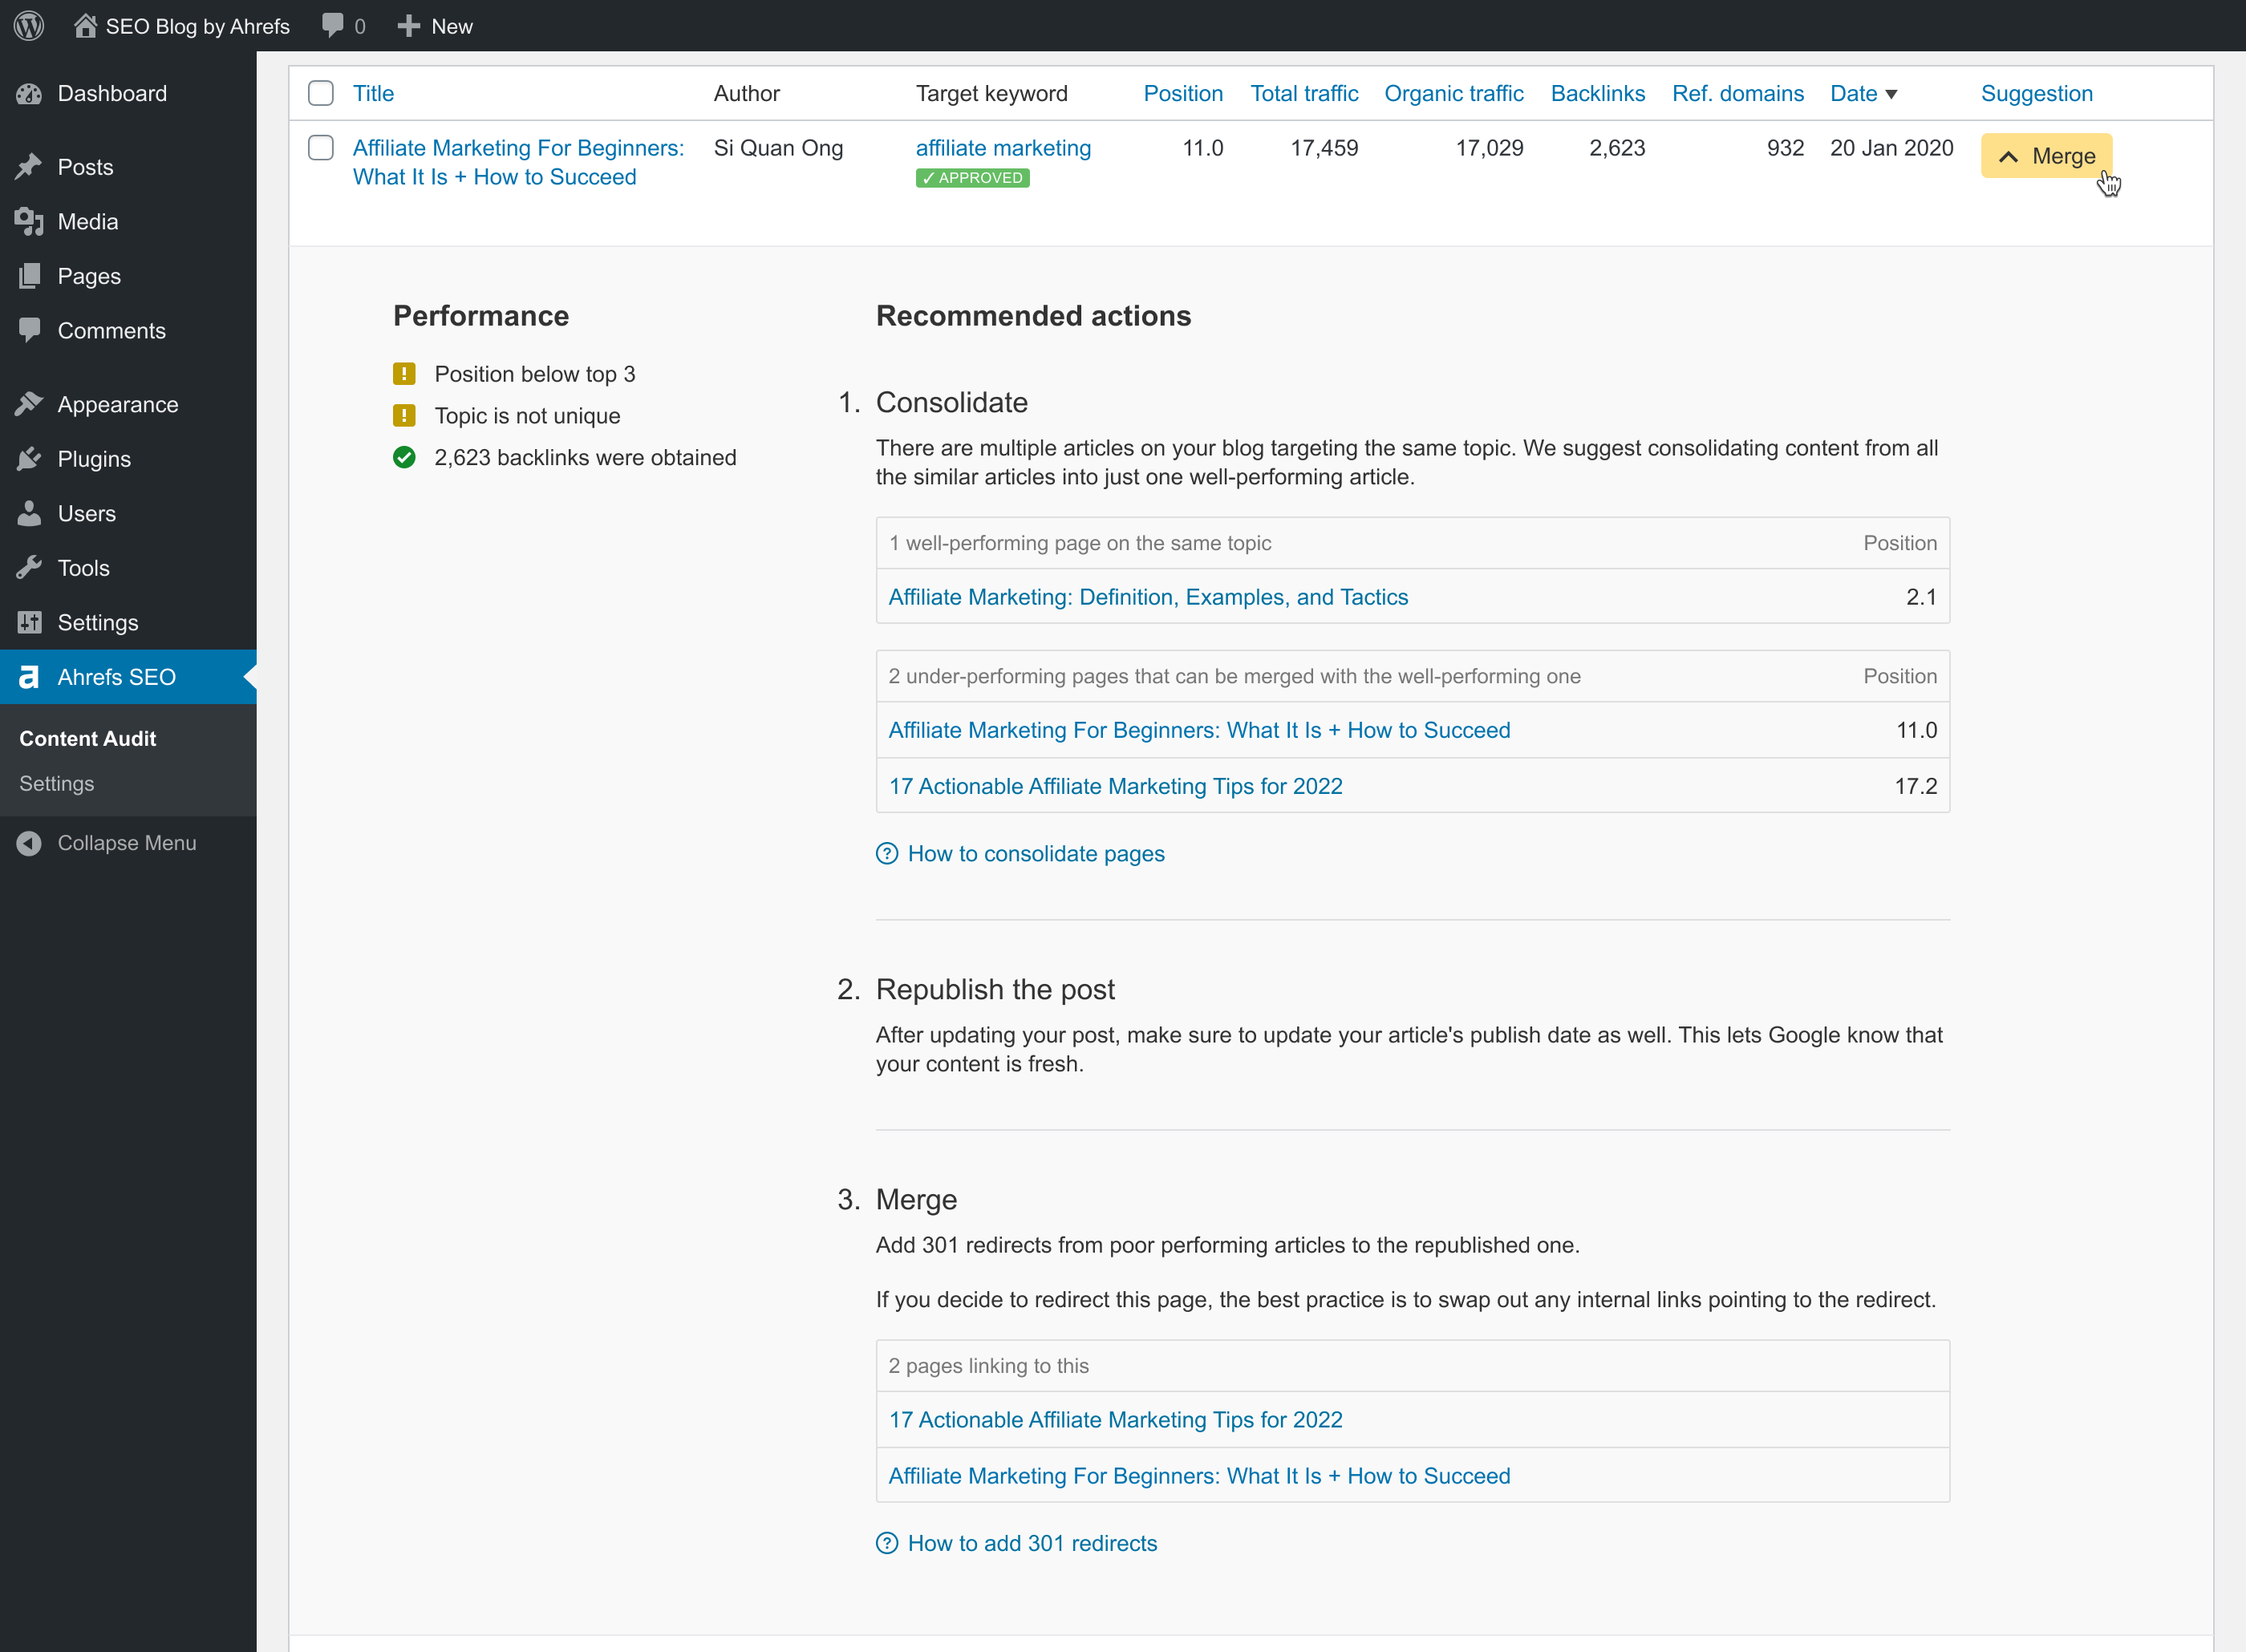 SEO Blog by Ahrefs 0 New
Dashboard
Posts
Media
Pages
Comments
Appearance
Plugins
Users
Tools
Settings
a Ahrefs SEO
Content Audit
Settings
Collapse Menu
Title Author Target keyword Position Total traffic Organic traffic Backlinks Ref. domains Date ▼ Suggestion
Affiliate Marketing For Beginners: Si Quan Ong affiliate marketing 11.0 17,459 17,029 2,623 932 20 Jan 2020 Merge
What It Is + How to Succeed ✓ APPROVED
Performance
! Position below top 3
! Topic is not unique
2,623 backlinks were obtained
Recommended actions
1. Consolidate
There are multiple articles on your blog targeting the same topic. We suggest consolidating content from all
the similar articles into just one well-performing article.
1 well-performing page on the same topic Position
Affiliate Marketing: Definition, Examples, and Tactics 2.1
2 under-performing pages that can be merged with the well-performing one Position
Affiliate Marketing For Beginners: What It Is + How to Succeed 11.0
17 Actionable Affiliate Marketing Tips for 2022 17.2
? How to consolidate pages
2. Republish the post
After updating your post, make sure to update your article's publish date as well. This lets Google know that
your content is fresh.
3. Merge
Add 301 redirects from poor performing articles to the republished one.
If you decide to redirect this page, the best practice is to swap out any internal links pointing to the redirect.
2 pages linking to this
17 Actionable Affiliate Marketing Tips for 2022
Affiliate Marketing For Beginners: What It Is + How to Succeed
? How to add 301 redirects